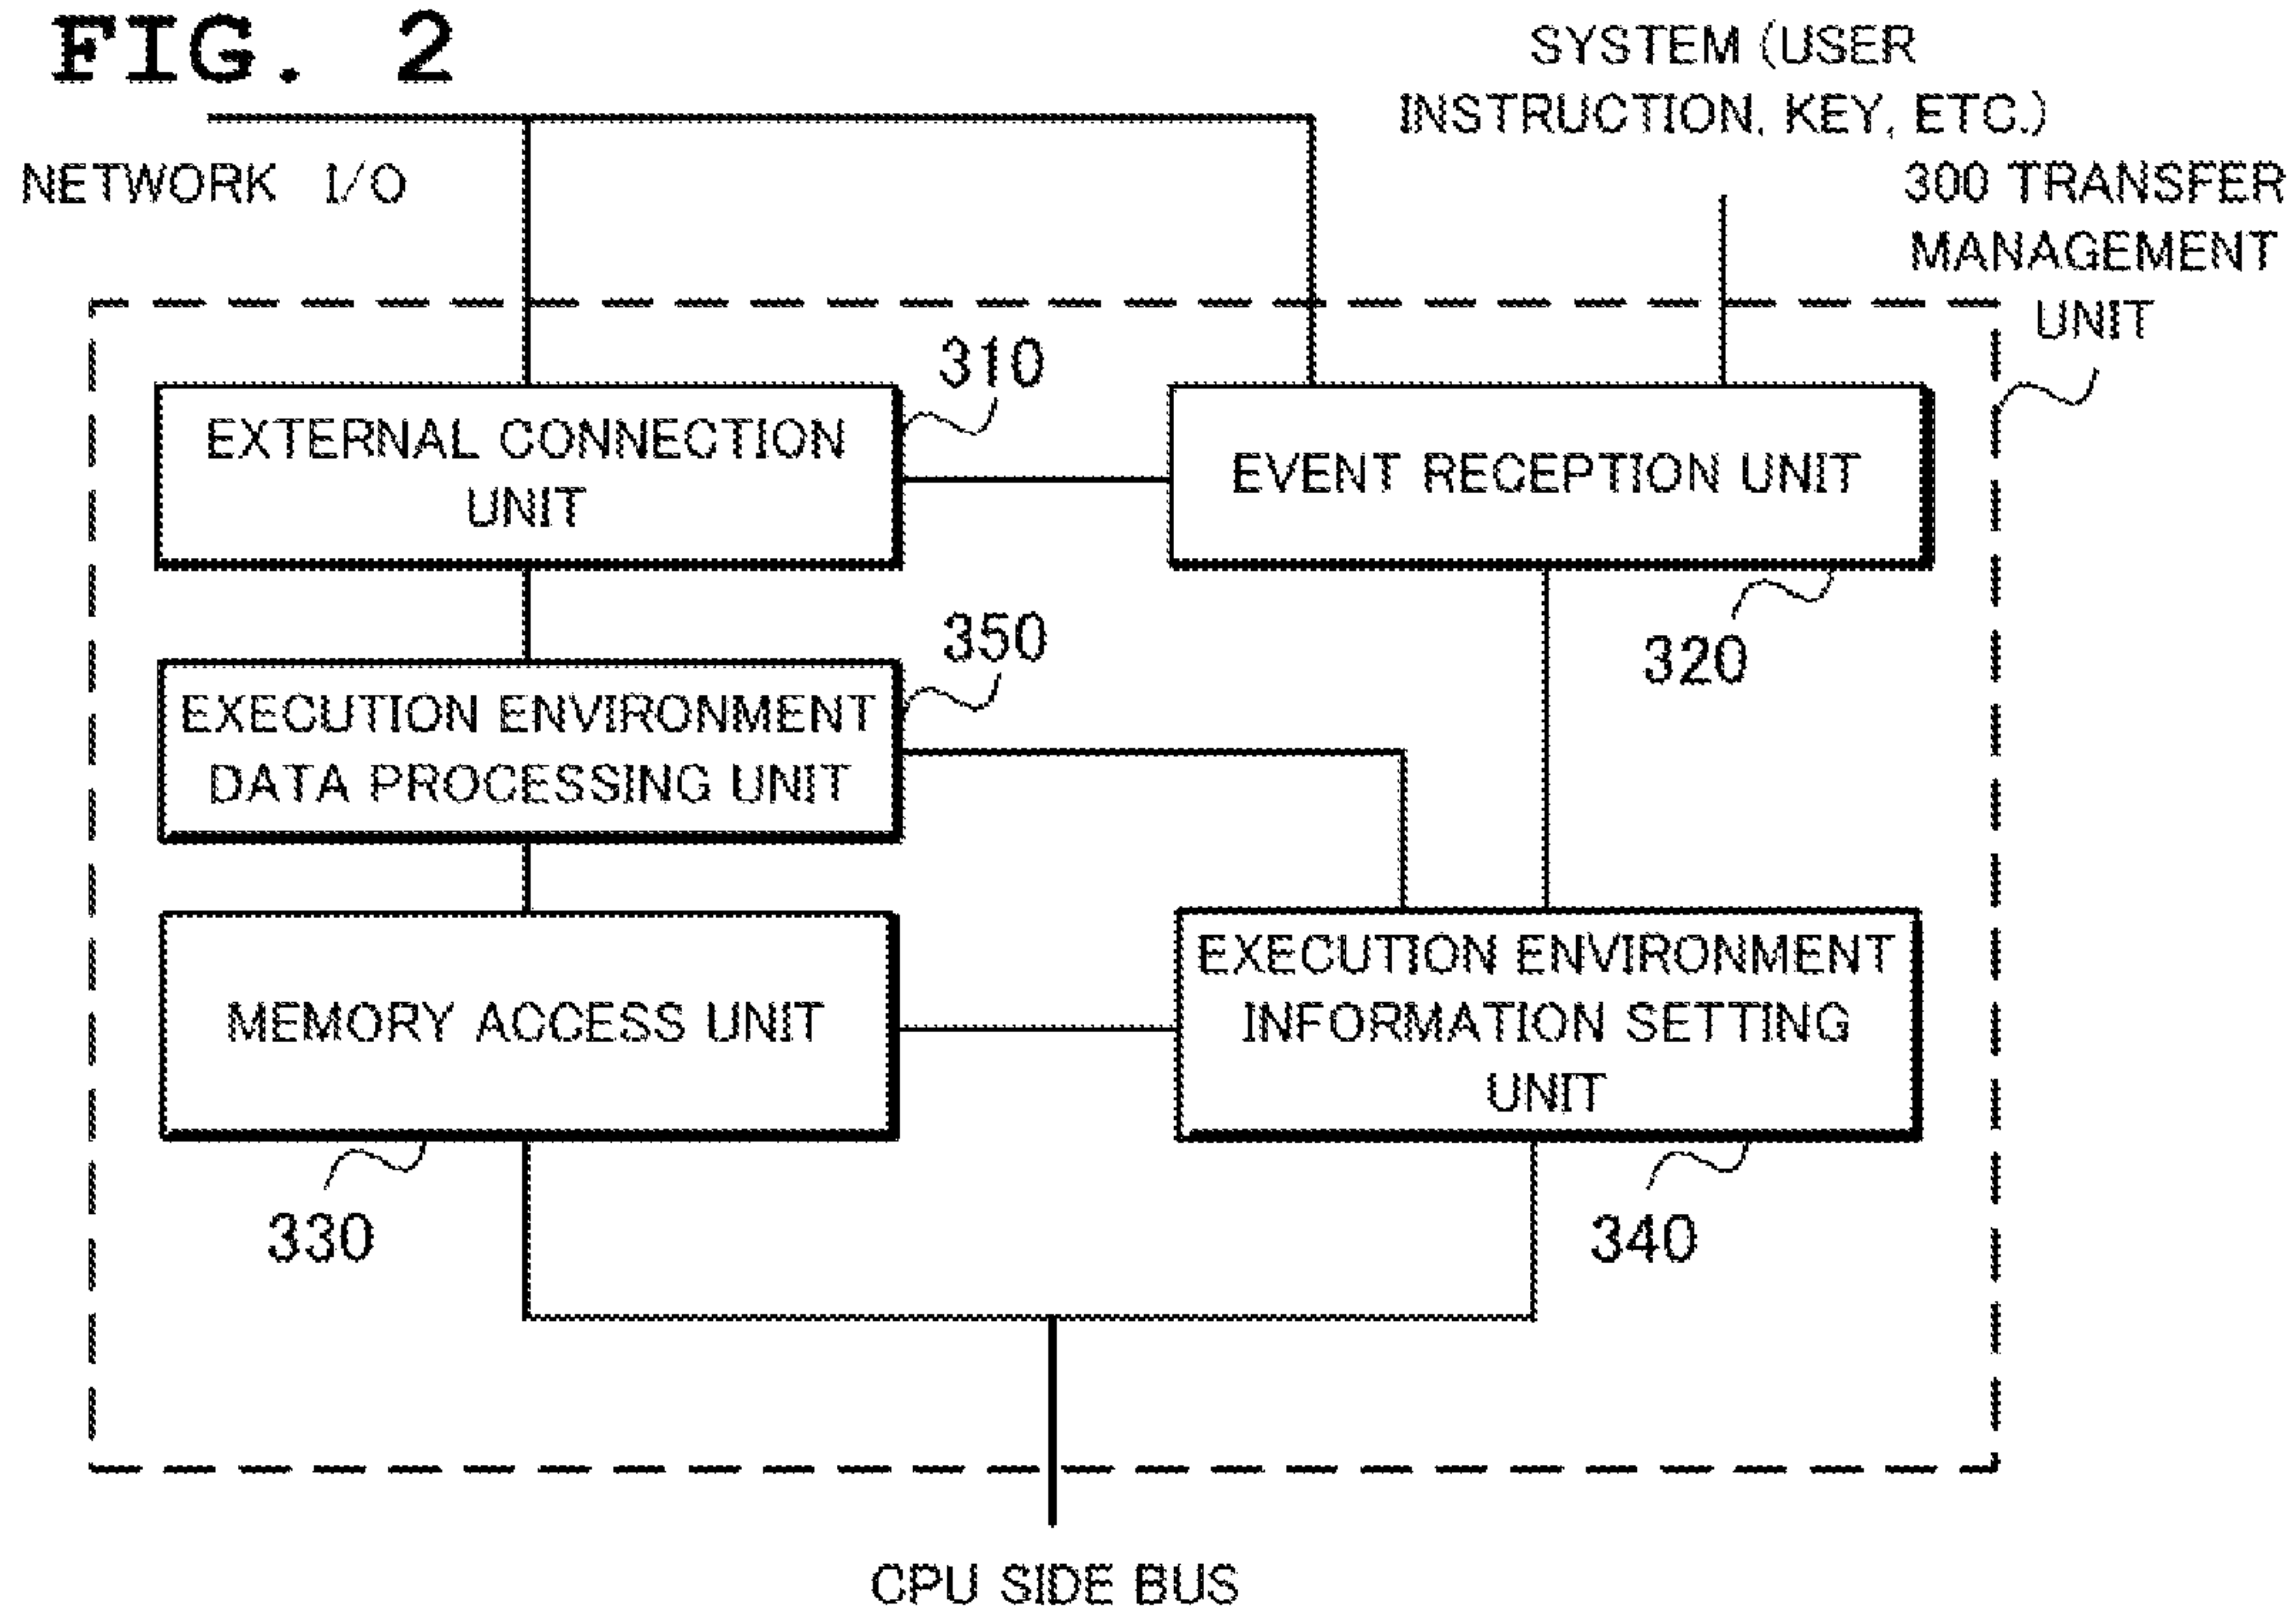 FIG. 2
SYSTEM (USER
INSTRUCTION, KEY, ETC.)
NETWORK I/O
300 TRANSFER
MANAGEMENT
UNIT
310
EXTERNAL CONNECTION
UNIT
EVENT RECEPTION UNIT
320
350
EXECUTION ENVIRONMENT
DATA PROCESSING UNIT
MEMORY ACCESS UNIT
EXECUTION ENVIRONMENT
INFORMATION SETTING
UNIT
330
340
CPU SIDE BUS